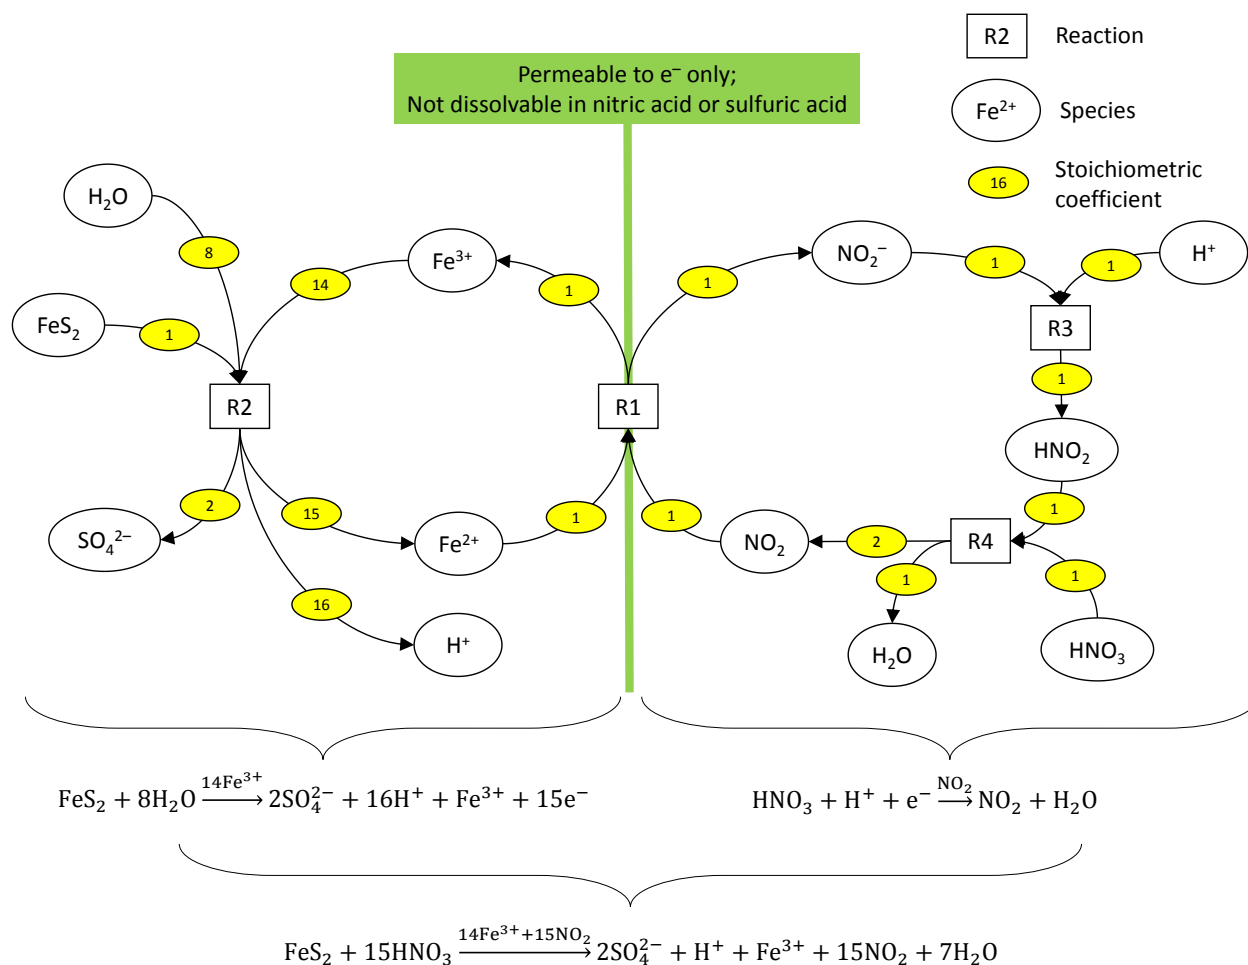 R2 Reaction
Permeable to e⁻ only;
Not dissolvable in nitric acid or sulfuric acid
Fe²⁺ Species
16 Stoichiometric
coefficient
H₂O
8
Fe³⁺
14
1
1
NO₂⁻
1
1
H⁺
FeS₂
1
R3
1
R2
R1
HNO₂
1
SO₄²⁻
2
15
Fe²⁺
1
1
NO₂
2
R4
1
1
16
H⁺
H₂O
HNO₃
FeS₂ + 8H₂O 14Fe³⁺→ 2SO₄²⁻ + 16H⁺ + Fe³⁺ + 15e⁻
HNO₃ + H⁺ + e⁻ NO₂→ NO₂ + H₂O
FeS₂ + 15HNO₃ 14Fe³⁺+15NO₂→ 2SO₄²⁻ + H⁺ + Fe³⁺ + 15NO₂ + 7H₂O